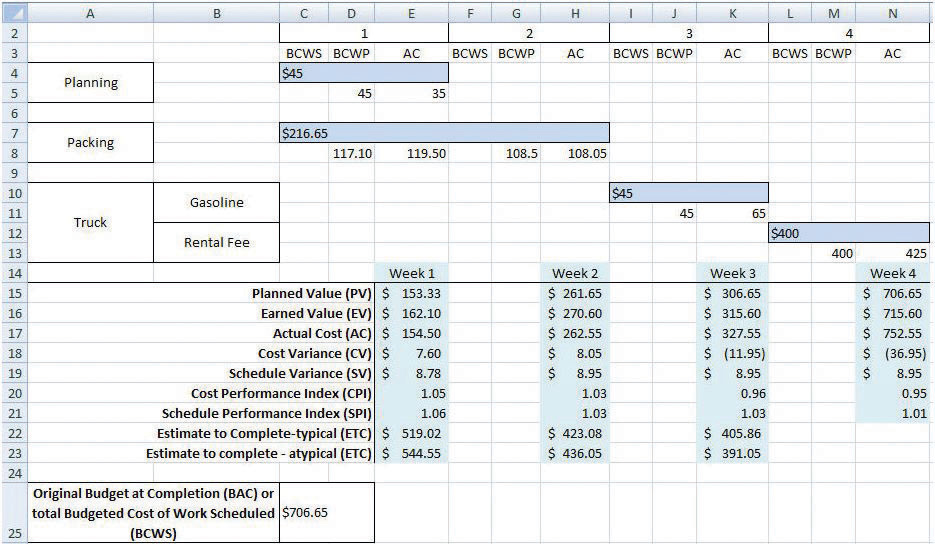 A B C D E F G H I J K L M N
2 1 2 3 4
3 BCWS BCWP AC BCWS BCWP AC BCWS BCWP AC BCWS BCWP AC
4 $45
Planning
5 45 35
6
7 $216.65
Packing
8 117.10 119.50 108.5 108.05
9
10 $45
Gasoline
11 45 65
Truck
12 $400
Rental Fee
13 400 425
14 Week 1 Week 2 Week 3 Week 4
15 Planned Value (PV) $ 153.33 $ 261.65 $ 306.65 $ 706.65
16 Earned Value (EV) $ 162.10 $ 270.60 $ 315.60 $ 715.60
17 Actual Cost (AC) $ 154.50 $ 262.55 $ 327.55 $ 752.55
18 Cost Variance (CV) $ 7.60 $ 8.05 $ (11.95) $ (36.95)
19 Schedule Variance (SV) $ 8.78 $ 8.95 $ 8.95 $ 8.95
20 Cost Performance Index (CPI) 1.05 1.03 0.96 0.95
21 Schedule Performance Index (SPI) 1.06 1.03 1.03 1.01
22 Estimate to Complete-typical (ETC) $ 519.02 $ 423.08 $ 405.86
23 Estimate to complete - atypical (ETC) $ 544.55 $ 436.05 $ 391.05
24
Original Budget at Completion (BAC) or
total Budgeted Cost of Work Scheduled $706.65
25 (BCWS)